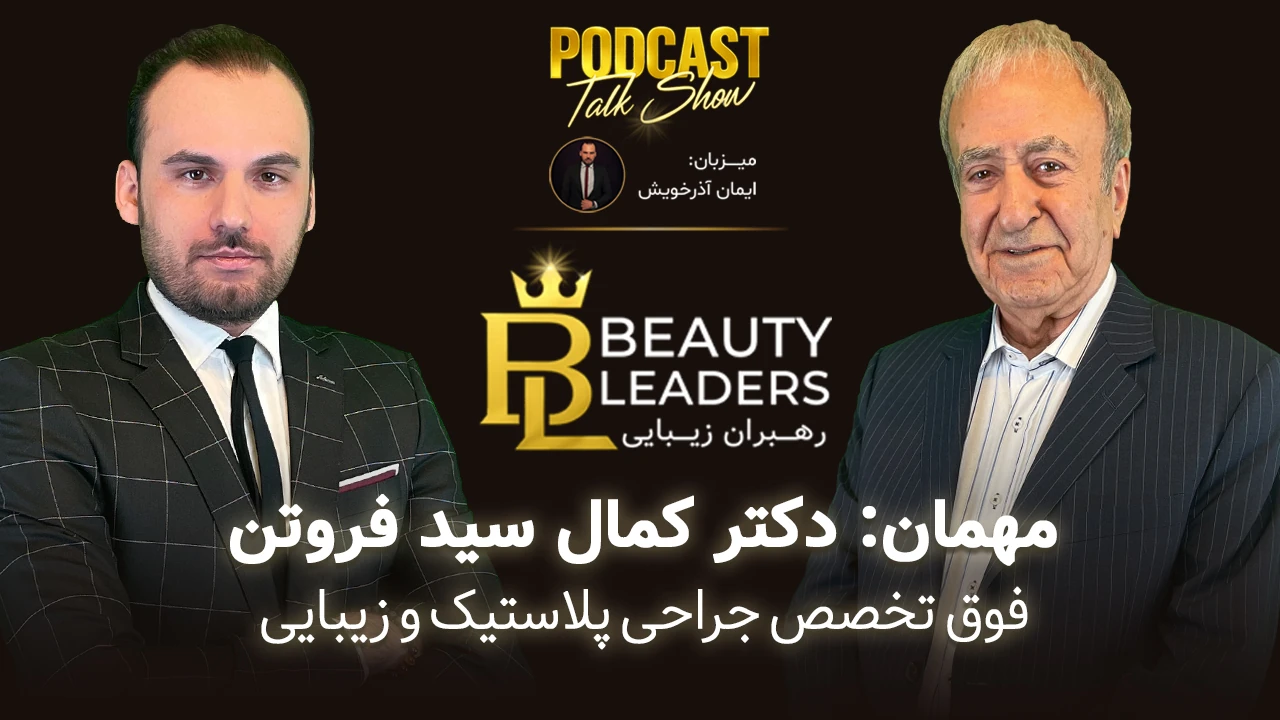 PODCAST
Talk Show
میزبان:
ایمان آذرخویش
BL
BEAUTY
LEADERS
رهبران زیبایی
مهمان: دکتر کمال سید فروتن
فوق تخصص جراحی پلاستیک و زیبایی